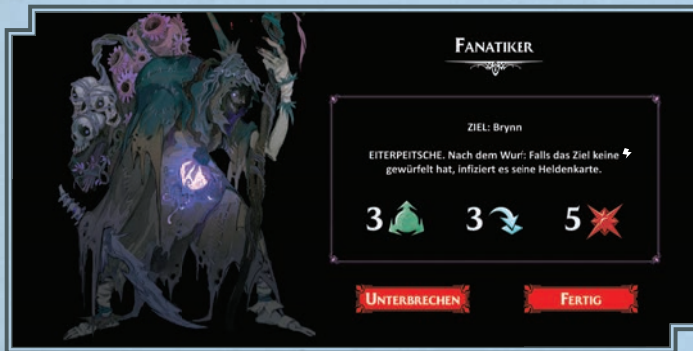 FANATIKER
ZIEL: Brynn
EITERPEITSCHE. Nach dem Wurf: Falls das Ziel keine
gewürfelt hat, infiziert es seine Heldenkarte.
3 3 5
UNTERBRECHEN FERTIG